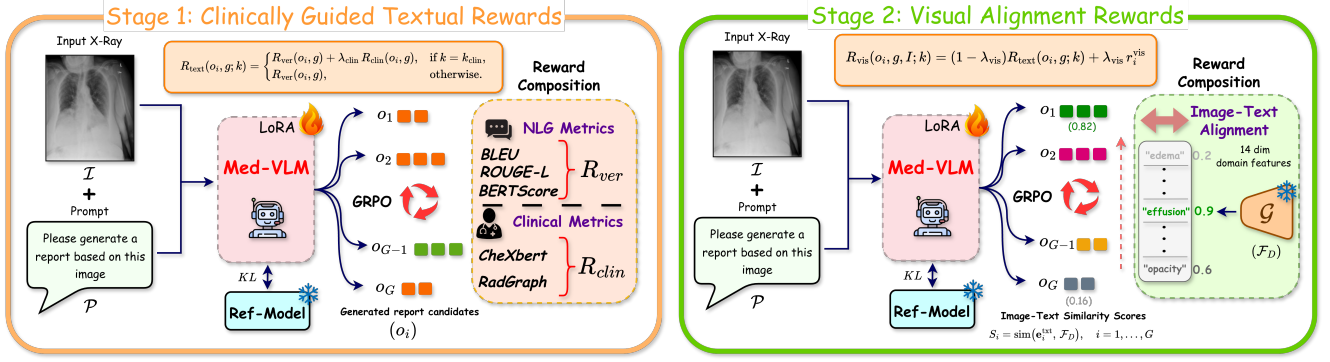 Stage 1: Clinically Guided Textual Rewards
Input X-Ray
R_text(o_i, g; k) = { R_ver(o_i, g) + λ_clin R_clin(o_i, g), if k = k_clin,
R_ver(o_i, g), otherwise.
I
+
Prompt
Please generate a
report based on this
image
P
LoRA
Med-VLM
KL
Ref-Model
o_1
o_2
GRPO
o_{G-1}
o_G
Generated report candidates
(o_i)
Reward
Composition
NLG Metrics
BLEU
ROUGE-L
BERTScore
R_ver
Clinical Metrics
CheXbert
RadGraph
R_clin
Stage 2: Visual Alignment Rewards
Input X-Ray
R_vis(o_i, g, I; k) = (1 − λ_vis) R_text(o_i, g; k) + λ_vis r_i^vis
I
+
Prompt
Please generate a
report based on this
image
P
LoRA
Med-VLM
KL
Ref-Model
o_1
(0.82)
o_2
GRPO
o_{G-1}
o_G
(0.16)
Image-Text Similarity Scores
S_i = sim(e_i^txt, F_D), i = 1, . . . , G
Reward
Composition
Image-Text
Alignment
14 dim
domain features
"edema" 0.2
"effusion" 0.9
"opacity" 0.6
G
(F_D)